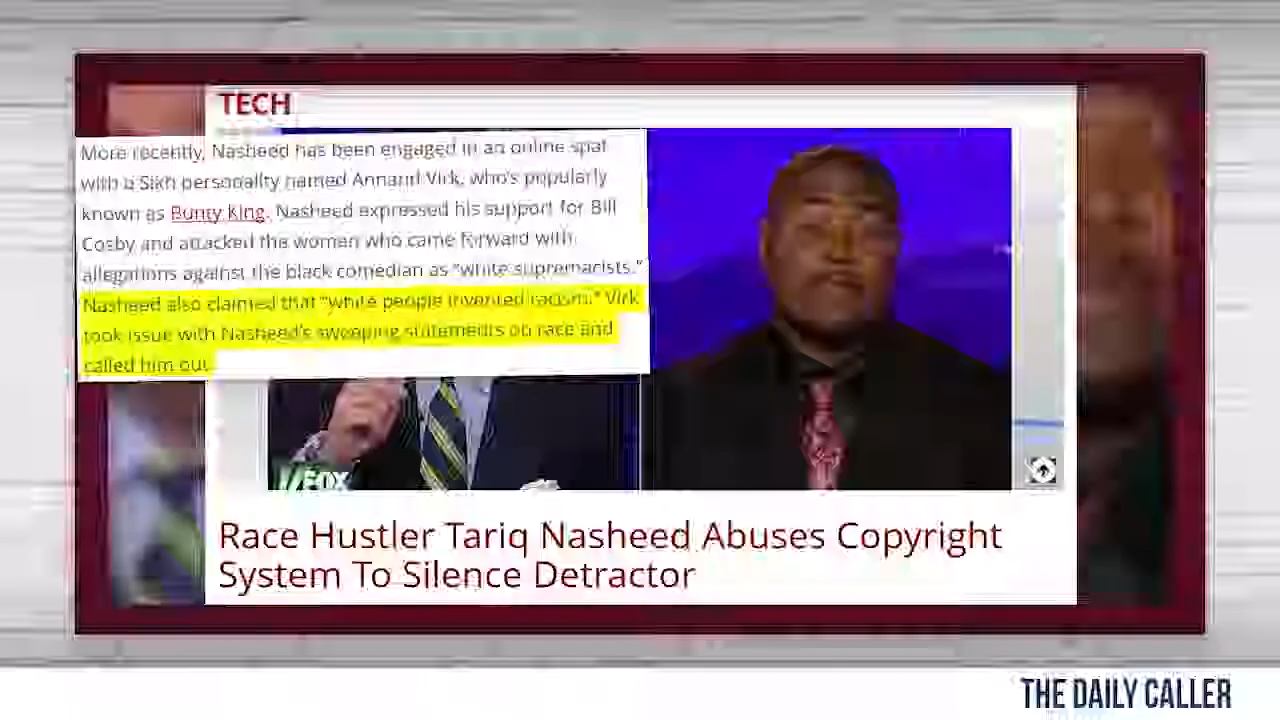 TECH
More recently, Nasheed has been engaged in an online spat
with a Sikh personality named Annand Virk, who's popularly
known as Bunty King. Nasheed expressed his support for Bill
Cosby and attacked the women who came forward with
allegations against the black comedian as "white supremacists."
Nasheed also claimed that "white people invented racism." Virk
took issue with Nasheed's sweeping statements on race and
called him out.
FOX
Race Hustler Tariq Nasheed Abuses Copyright
System To Silence Detractor
THE DAILY CALLER